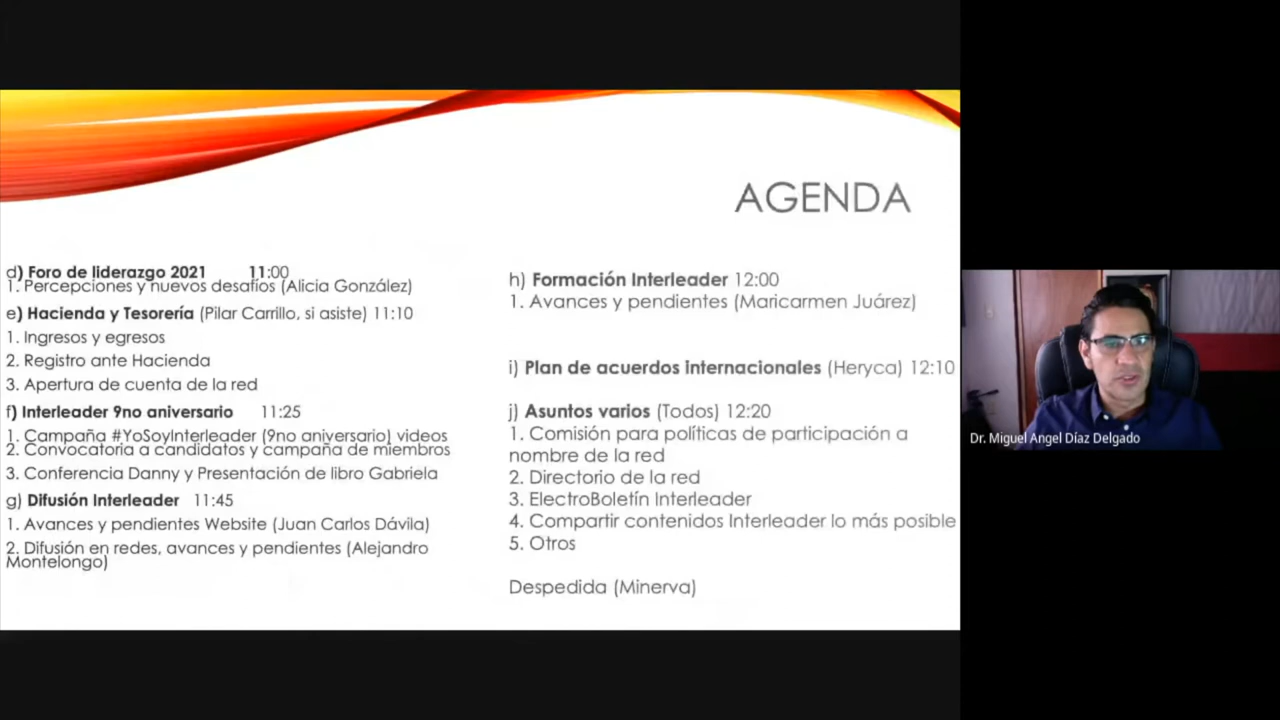 AGENDA
d) Foro de liderazgo 2021 11:00
1. Percepciones y nuevos desafíos (Alicia González)
e) Hacienda y Tesorería (Pilar Carrillo, si asiste) 11:10
1. Ingresos y egresos
2. Registro ante Hacienda
3. Apertura de cuenta de la red
f) Interleader 9no aniversario 11:25
1. Campaña #YoSoyInterleader (9no aniversario) videos
2. Convocatoria a candidatos y campaña de miembros
3. Conferencia Danny y Presentación de libro Gabriela
g) Difusión Interleader 11:45
1. Avances y pendientes Website (Juan Carlos Dávila)
2. Difusión en redes, avances y pendientes (Alejandro
Montelongo)
h) Formación Interleader 12:00
1. Avances y pendientes (Maricarmen Juárez)
i) Plan de acuerdos internacionales (Heryca) 12:10
j) Asuntos varios (Todos) 12:20
1. Comisión para políticas de participación a
nombre de la red
2. Directorio de la red
3. ElectroBoletín Interleader
4. Compartir contenidos Interleader lo más posible
5. Otros
Despedida (Minerva)
Dr. Miguel Angel Díaz Delgado